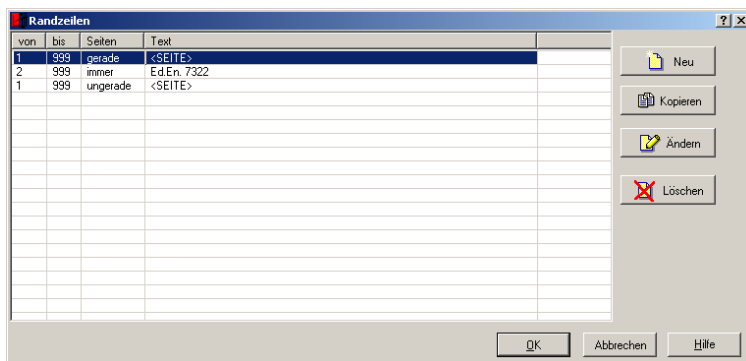 Randzeilen
von bis Seiten Text
1 999 gerade <SEITE>
2 999 immer Ed.En. 7322
1 999 ungerade <SEITE>
Neu
Kopieren
Ändern
Löschen
OK Abbrechen Hilfe